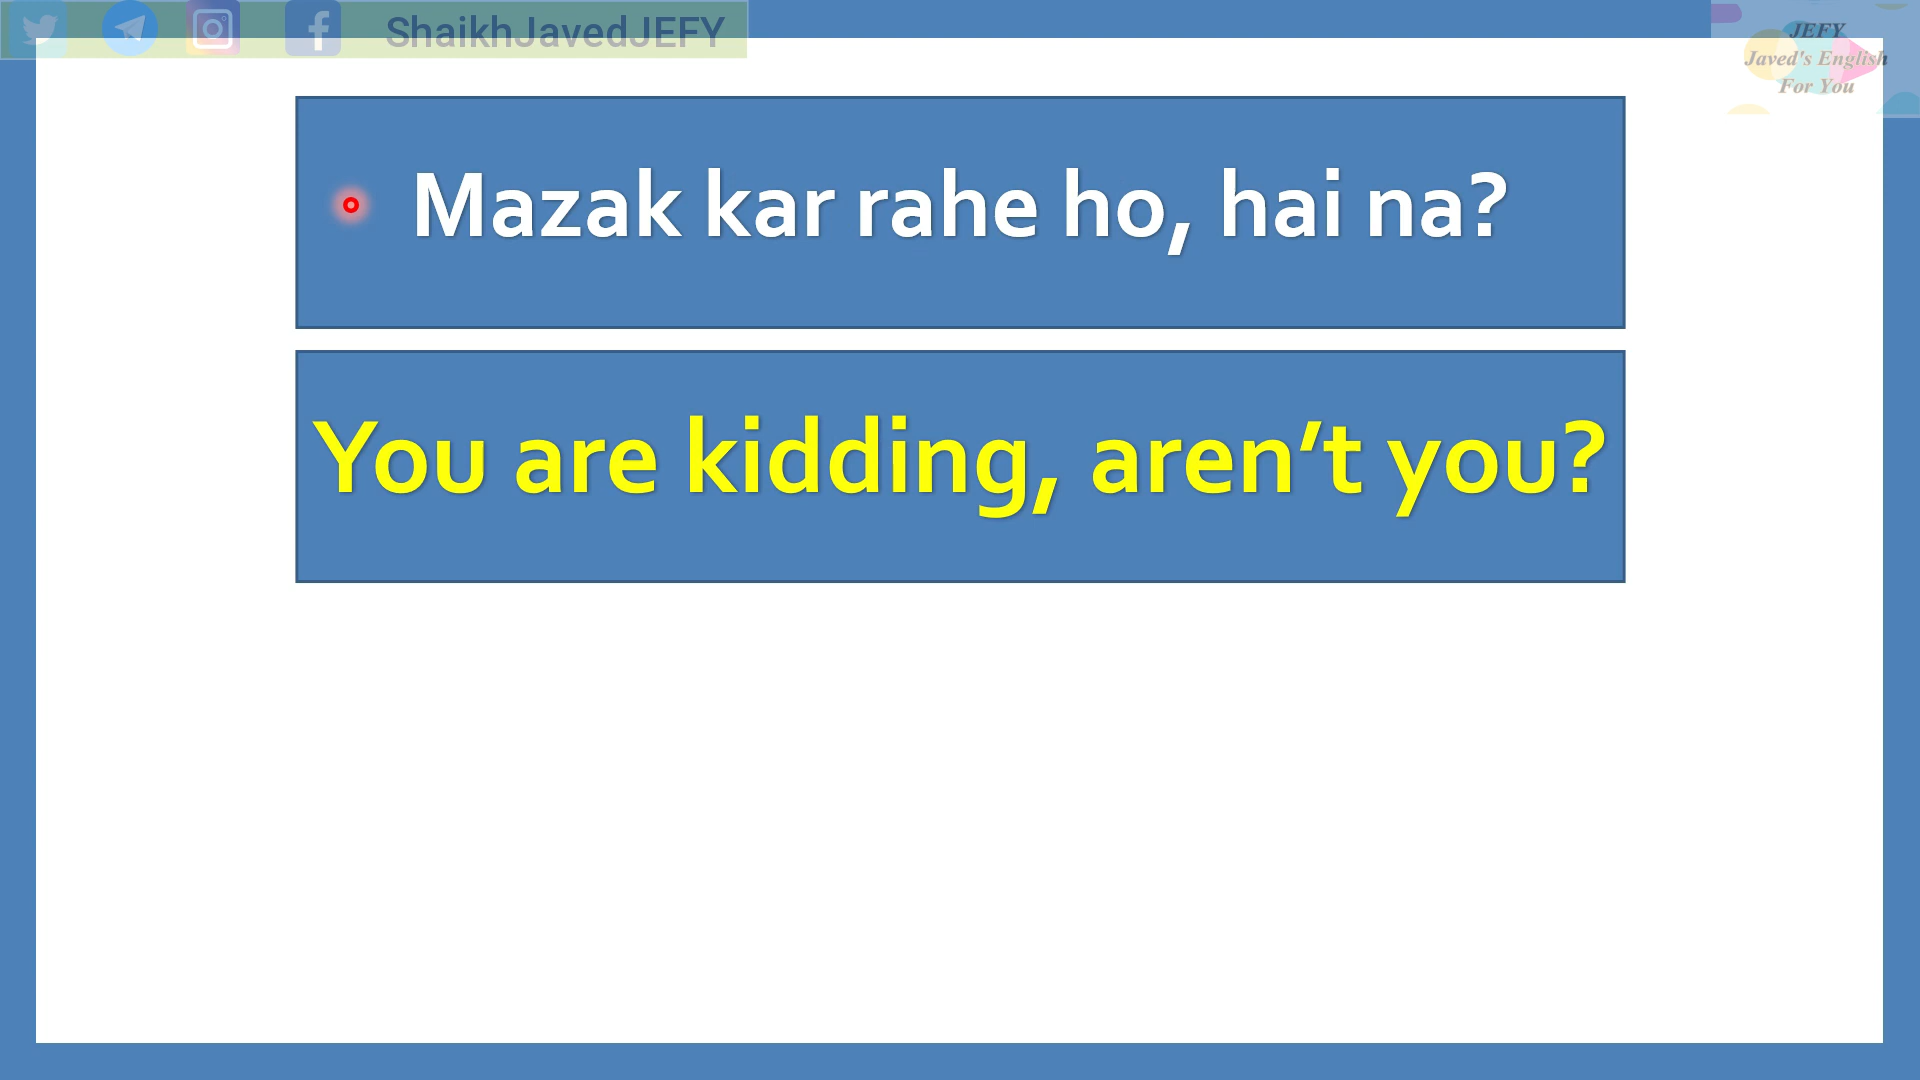 ShaikhJavedJEFY
JEFY
Javed's English
For You
Mazak kar rahe ho, hai na?
You are kidding, aren’t you?